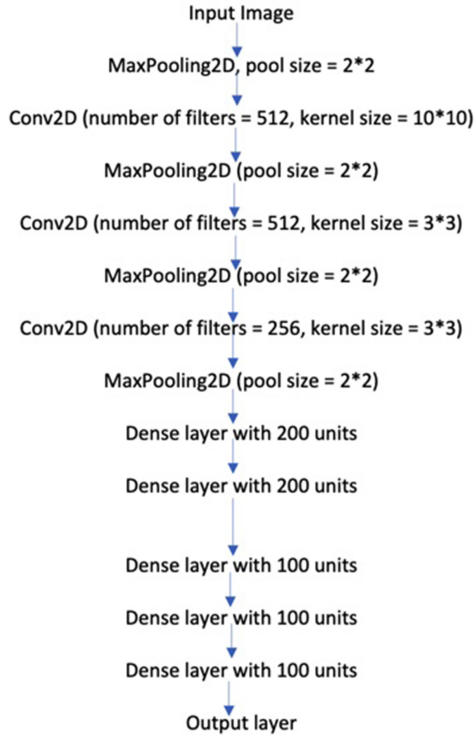 Input Image
MaxPooling2D, pool size = 2*2
Conv2D (number of filters = 512, kernel size = 10*10)
MaxPooling2D (pool size = 2*2)
Conv2D (number of filters = 512, kernel size = 3*3)
MaxPooling2D (pool size = 2*2)
Conv2D (number of filters = 256, kernel size = 3*3)
MaxPooling2D (pool size = 2*2)
Dense layer with 200 units
Dense layer with 200 units
Dense layer with 100 units
Dense layer with 100 units
Dense layer with 100 units
Output layer